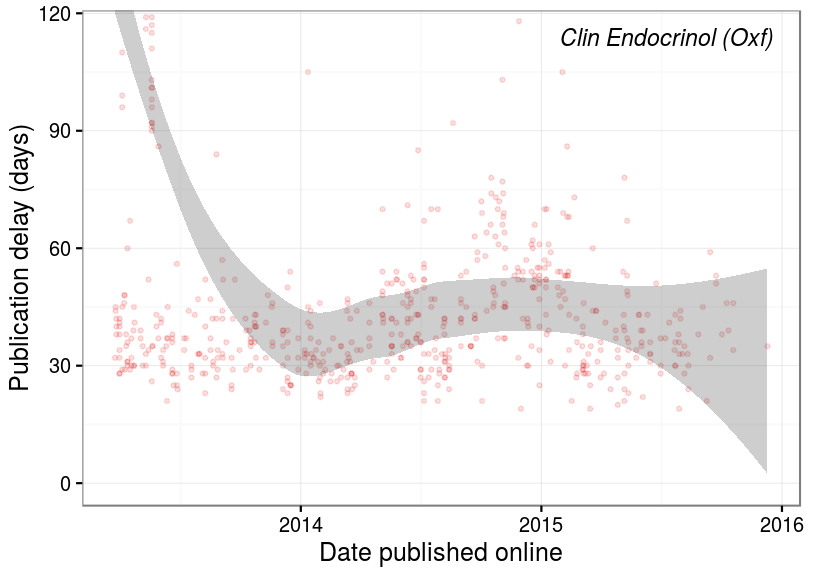 Clin Endocrinol (Oxf)
Publication delay (days)
120
90
60
30
0
2014
2015
2016
Date published online